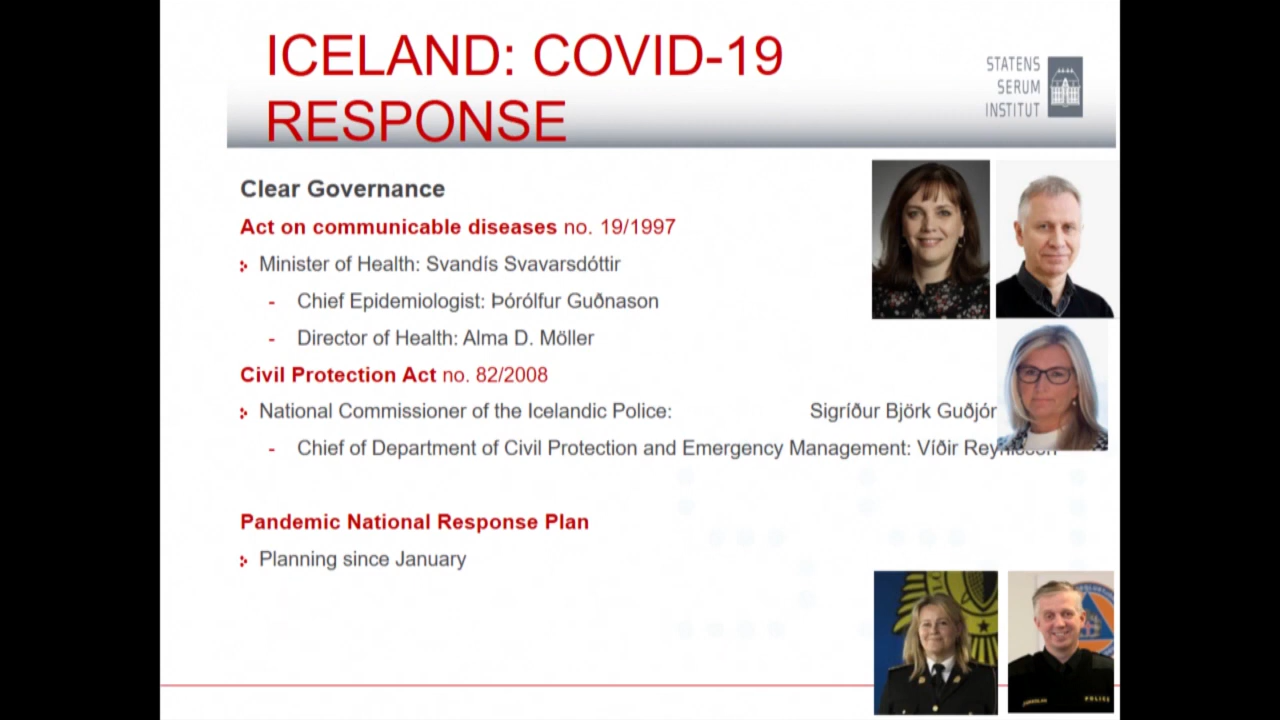 ICELAND: COVID-19
RESPONSE
STATENS
SERUM
INSTITUT
Clear Governance
Act on communicable diseases no. 19/1997
Minister of Health: Svandís Svavarsdóttir
- Chief Epidemiologist: Þórólfur Guðnason
- Director of Health: Alma D. Möller
Civil Protection Act no. 82/2008
National Commissioner of the Icelandic Police: Sigríður Björk
- Chief of Department of Civil Protection and Emergency Management: Víðir
Pandemic National Response Plan
Planning since January
POLICE